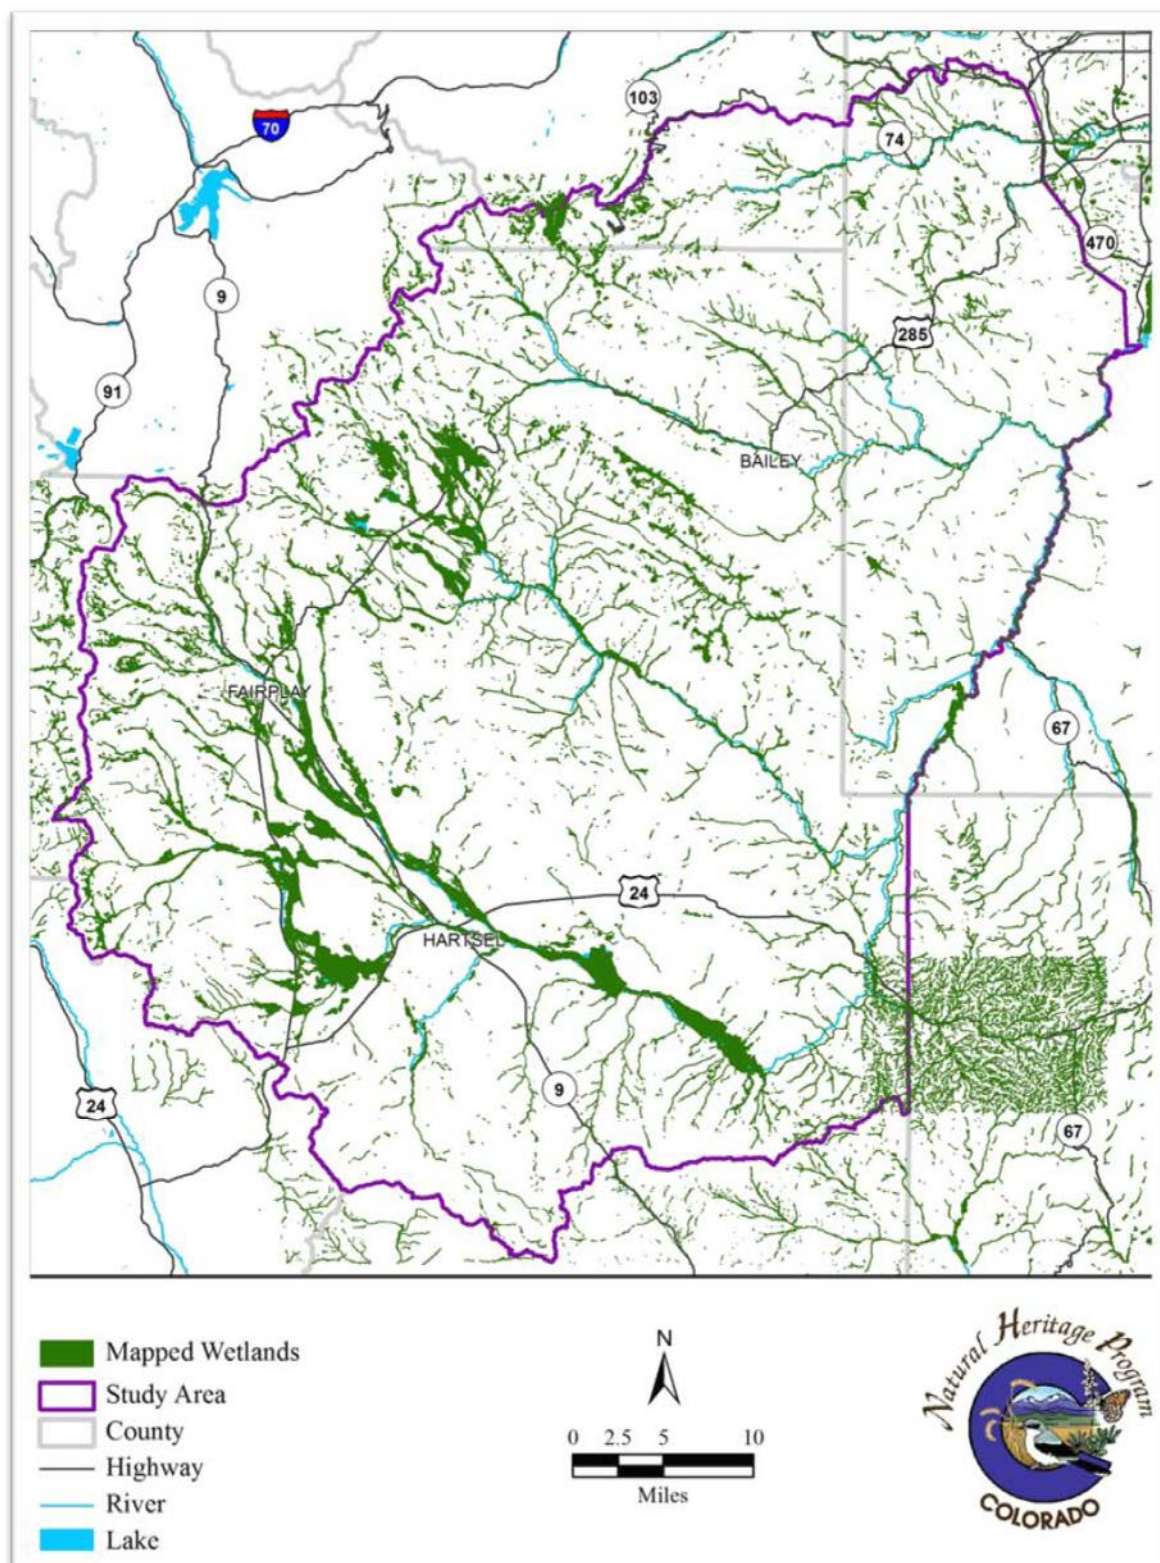 103
70
74
470
9
285
91
BAILEY
FAIRPLAY
67
24
HARTSEL
9
24
67
Mapped Wetlands
Study Area
County
Highway
River
Lake
N
0 2.5 5 10
Miles
Natural Heritage Program
COLORADO